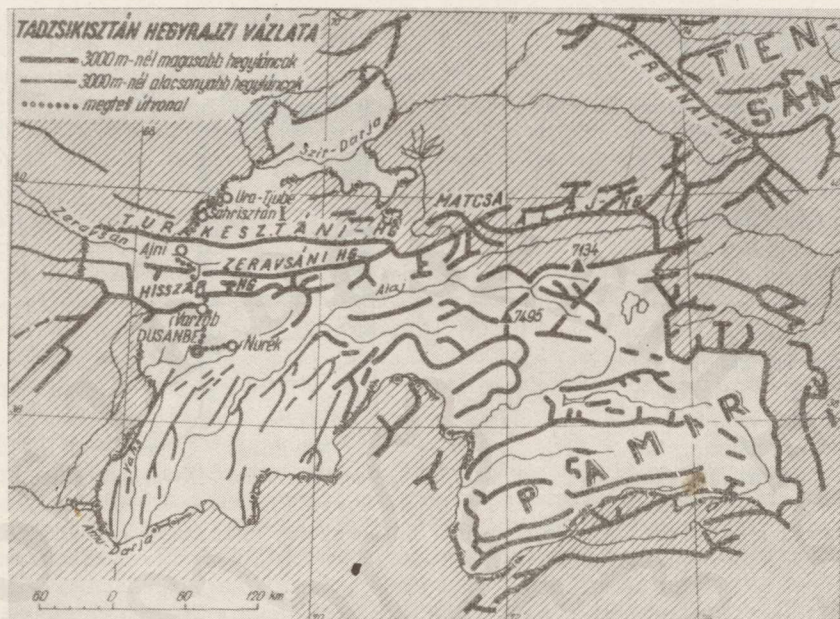 TADZSIKISZTÁN HEGYRAJZI VÁZLATA
3000 m-nél magasabb hegyláncok
3000 m-nél alacsonyabb hegyláncok
megtett útvonal
TIEN
SAN
FERGANAI-HG
Szir-Darja
Ura-Tjube
Sahrisztán
MATCSA
Zeravsán
TURKESZTÁNI-HG
Ajni
ZERAVSÁNI HG
HISSZÁR HG
7134
Alaj
7495
Varzob
DUSANBE
Nurek
PAMIR
Amu
Darja
60 0 60 120 km